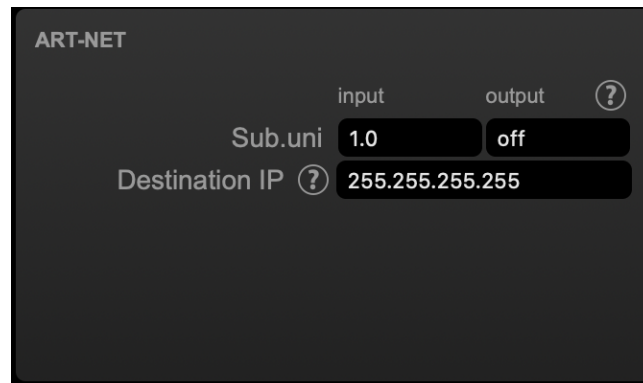 ART-NET
input output ?
Sub.uni 1.0 off
Destination IP ? 255.255.255.255